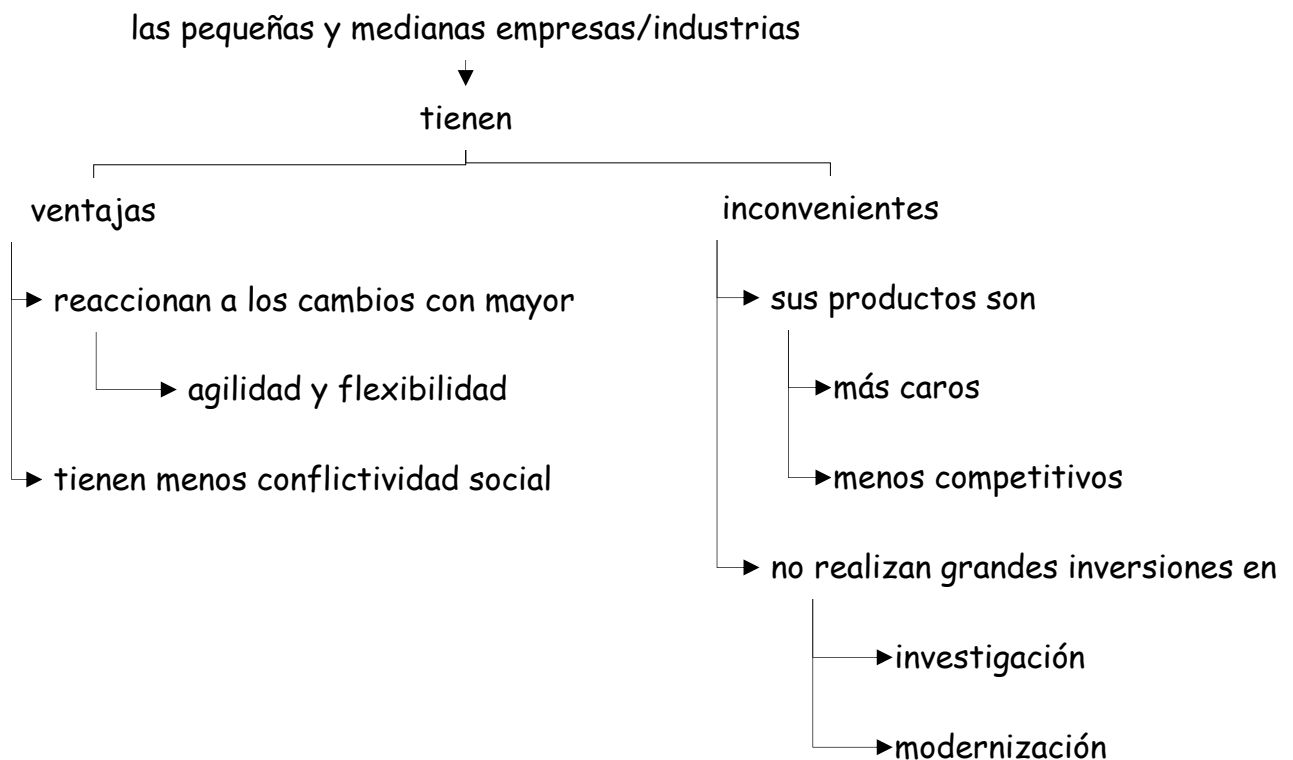 las pequeñas y medianas empresas/industrias
tienen
ventajas
reaccionan a los cambios con mayor
agilidad y flexibilidad
tienen menos conflictividad social
inconvenientes
sus productos son
más caros
menos competitivos
no realizan grandes inversiones en
investigación
modernización